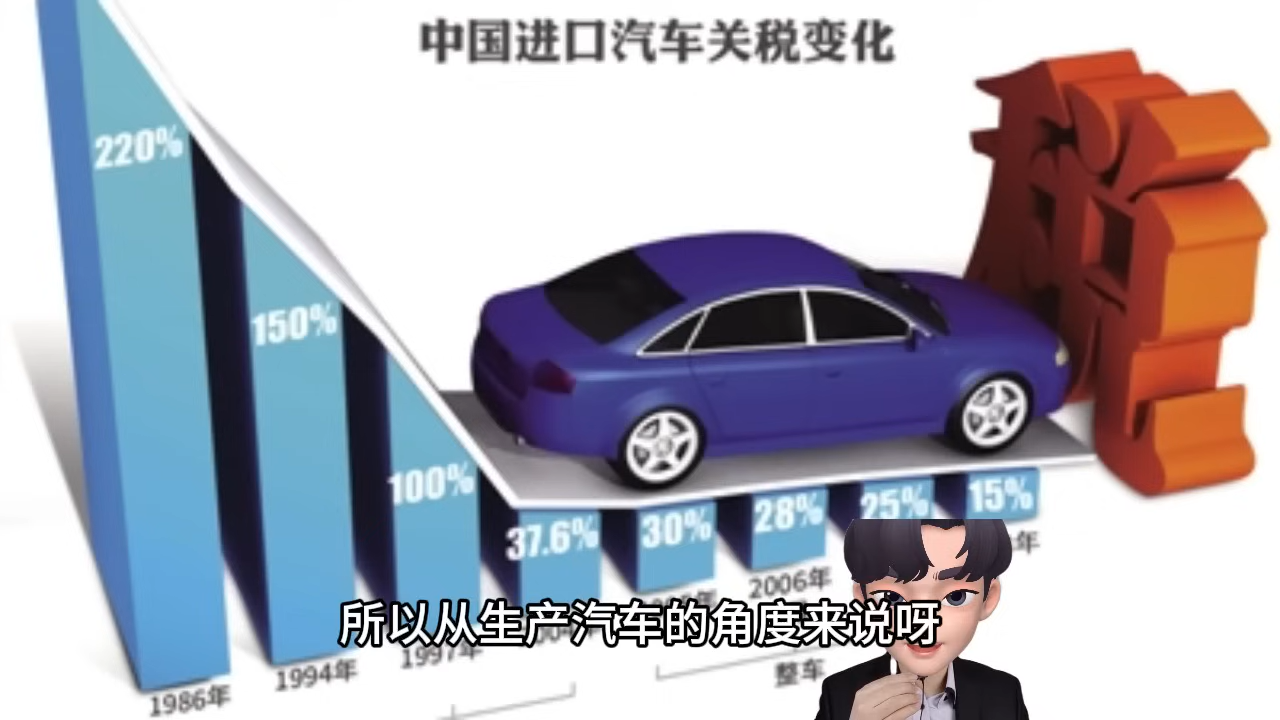 中国进口汽车关税变化
220%
150%
100%
37.6%
30%
28%
25%
15%
1986年
1994年
1997年
2006年
整车
税
所以从生产汽车的角度来说呀